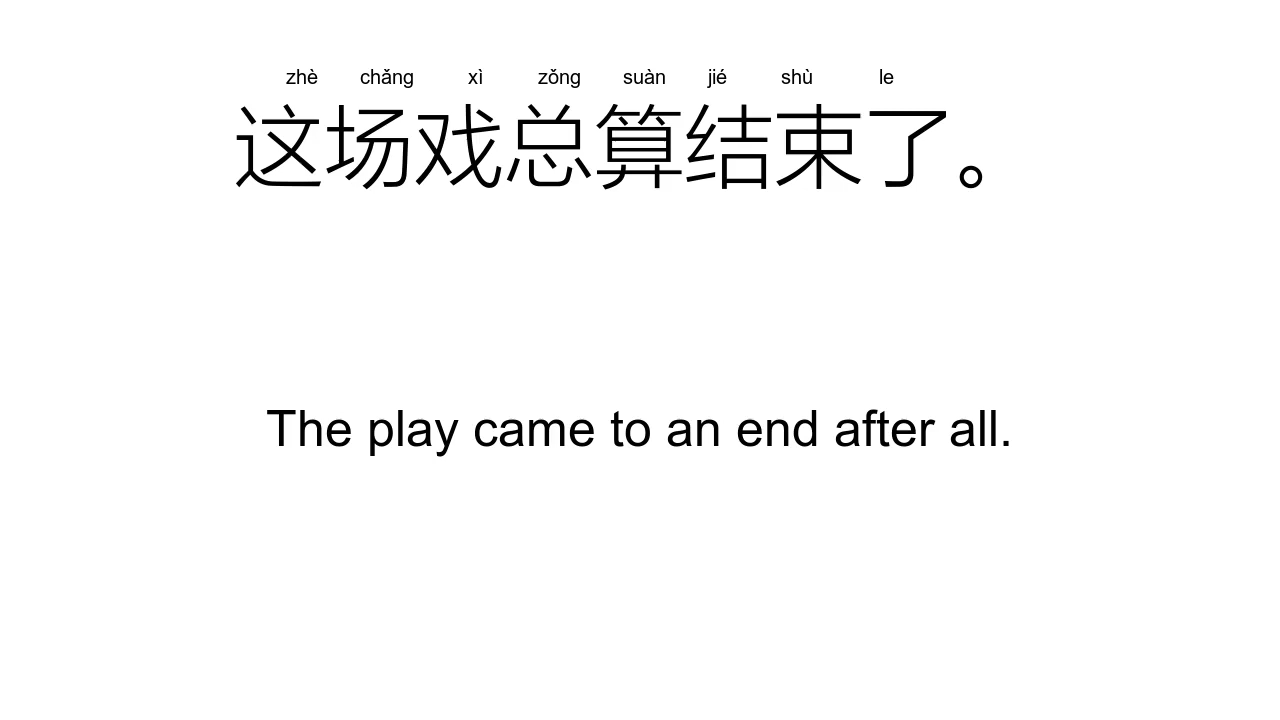 zhè chǎng xì zǒng suàn jié shù le
这场戏总算结束了。
The play came to an end after all.